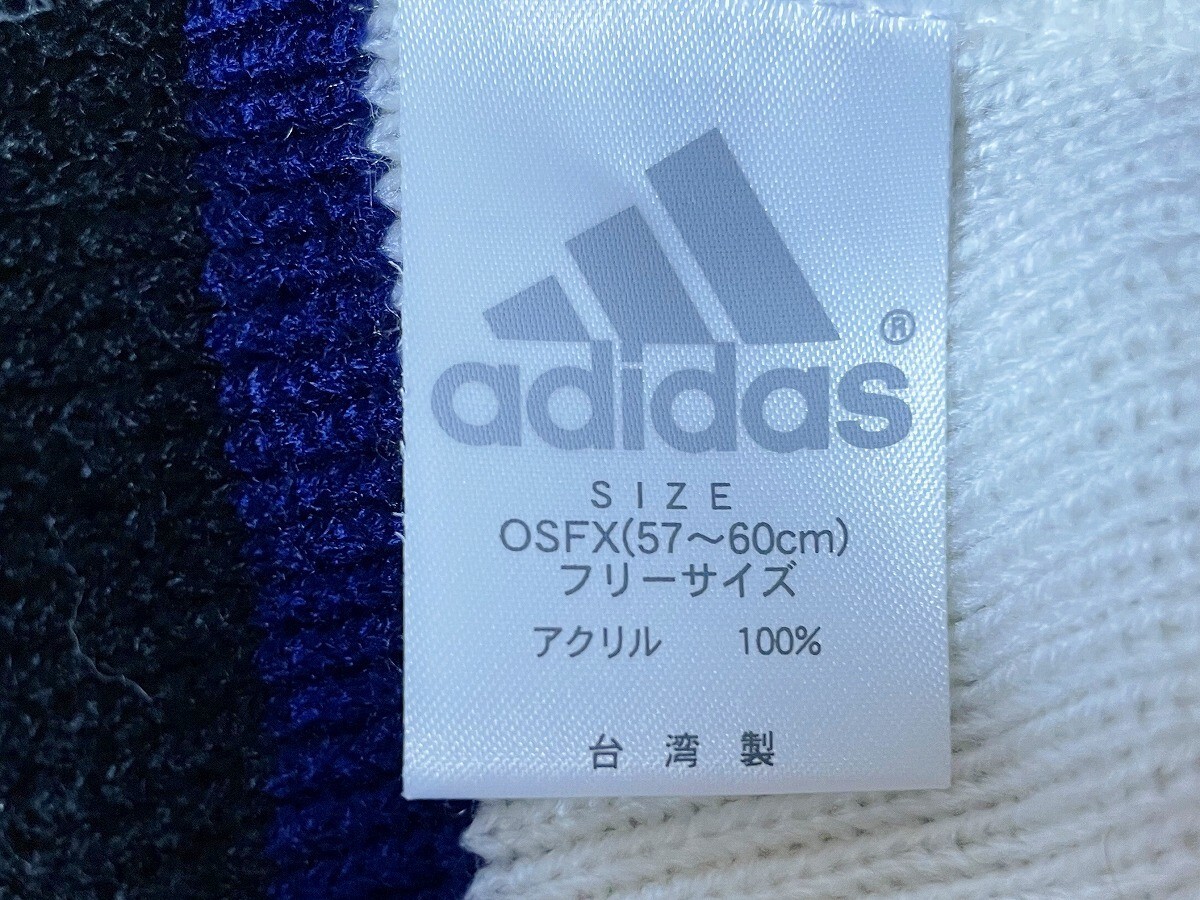 adidas®
SIZE
OSFX(57～60cm)
フリーサイズ
アクリル 100%
台湾製